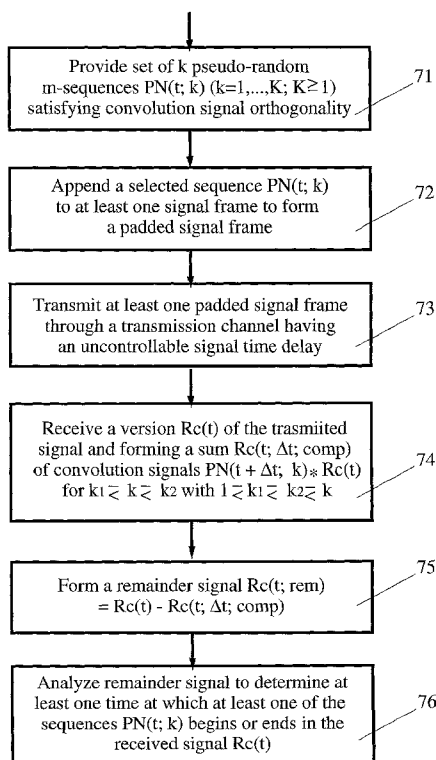 Provide set of k pseudo-random
m-sequences PN(t; k) (k=1,...,K; K≥1)
satisfying convolution signal orthogonality
71
Append a selected sequence PN(t; k)
to at least one signal frame to form
a padded signal frame
72
Transmit at least one padded signal frame
through a transmission channel having
an uncontrollable signal time delay
73
Receive a version Rc(t) of the trasmiited
signal and forming a sum Rc(t; Δt; comp)
of convolution signals PN(t + Δt; k)* Rc(t)
for k1 ≤ k ≤ k2 with 1 ≤ k1 ≤ k2 ≤ k
74
Form a remainder signal Rc(t; rem)
= Rc(t) - Rc(t; Δt; comp)
75
Analyze remainder signal to determine at
least one time at which at least one of the
sequences PN(t; k) begins or ends in the
received signal Rc(t)
76